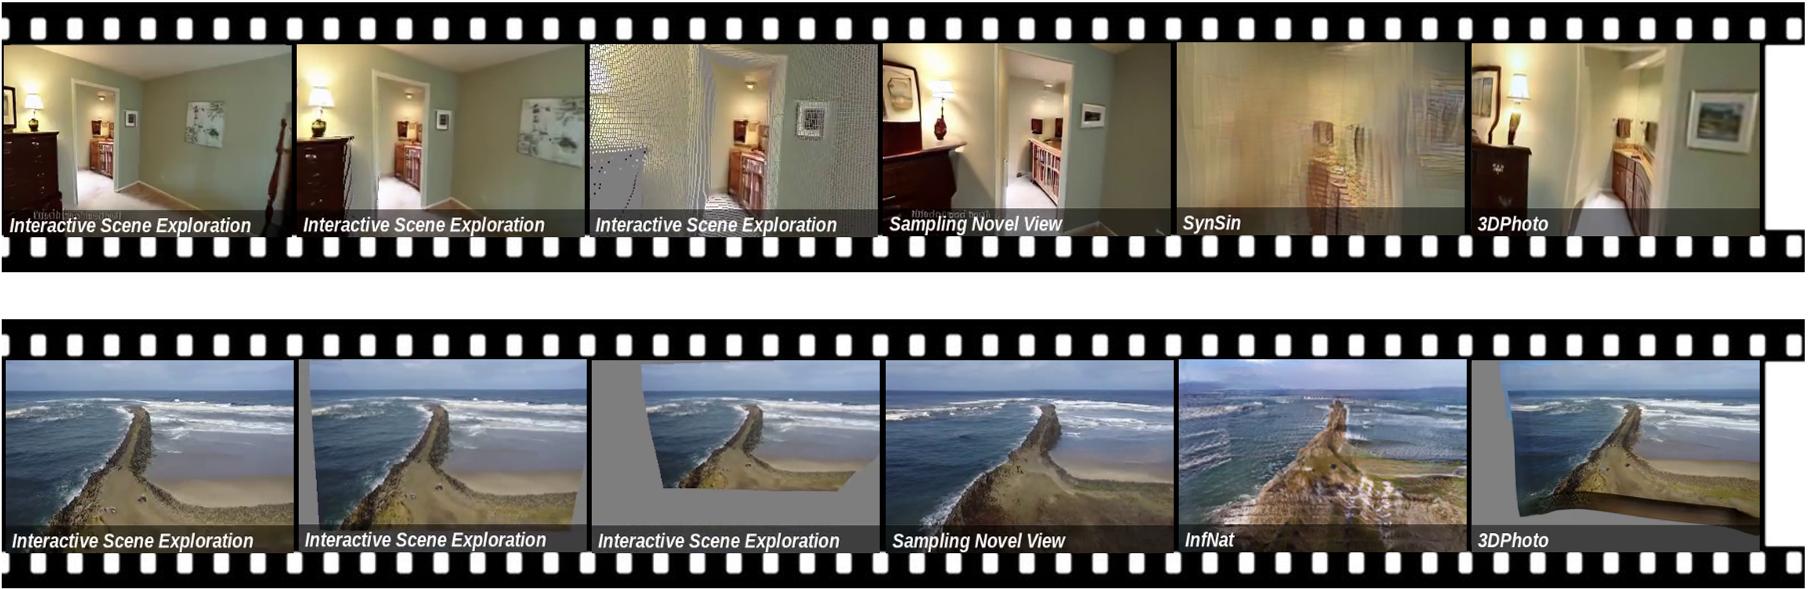 Interactive Scene Exploration
Interactive Scene Exploration
Interactive Scene Exploration
Sampling Novel View
SynSin
3DPhoto
Interactive Scene Exploration
Interactive Scene Exploration
Interactive Scene Exploration
Sampling Novel View
InfNat
3DPhoto